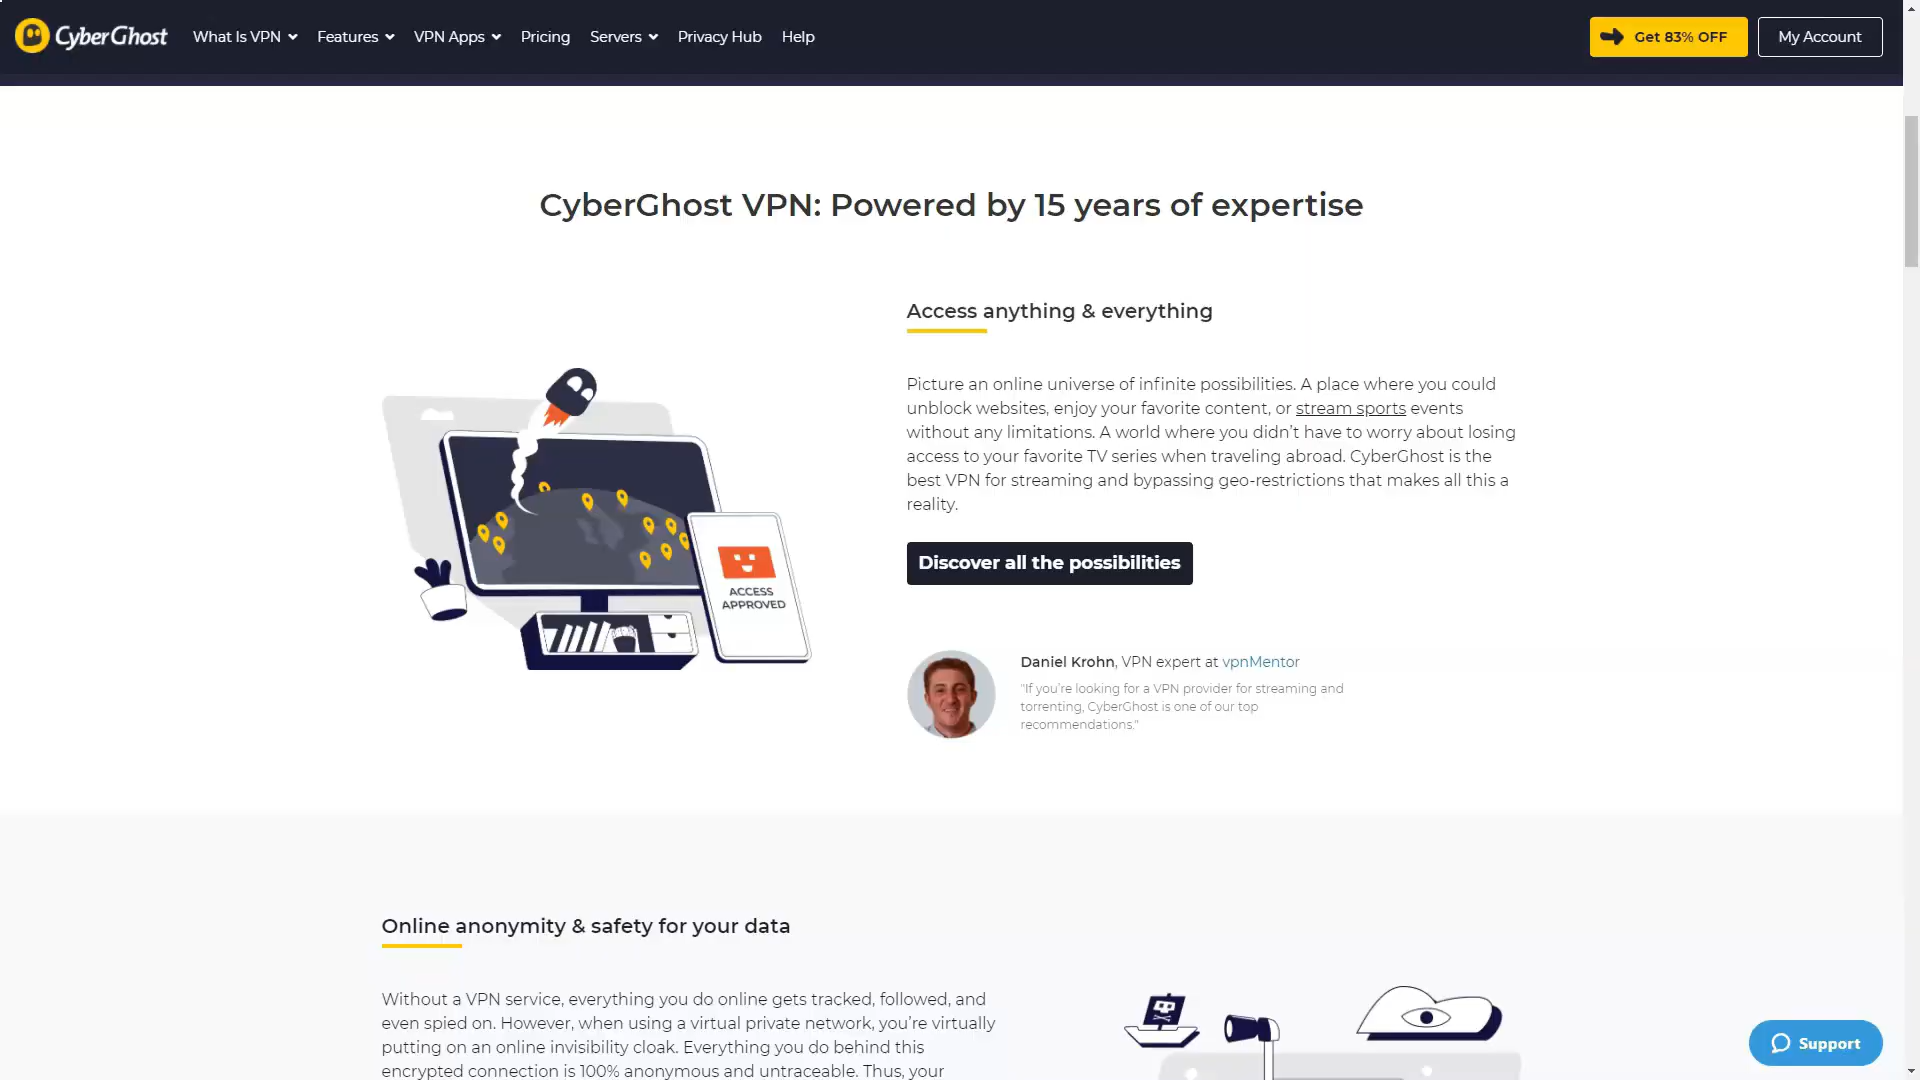 CyberGhost
What Is VPN
Features
VPN Apps
Pricing
Servers
Privacy Hub
Help
Get 83% OFF
My Account
CyberGhost VPN: Powered by 15 years of expertise
Access anything & everything
Picture an online universe of infinite possibilities. A place where you could
unblock websites, enjoy your favorite content, or stream sports events
without any limitations. A world where you didn’t have to worry about losing
access to your favorite TV series when traveling abroad. CyberGhost is the
best VPN for streaming and bypassing geo-restrictions that makes all this a
reality.
Discover all the possibilities
ACCESS
APPROVED
Daniel Krohn, VPN expert at vpnMentor
"If you’re looking for a VPN provider for streaming and
torrenting, CyberGhost is one of our top
recommendations."
Online anonymity & safety for your data
Without a VPN service, everything you do online gets tracked, followed, and
even spied on. However, when using a virtual private network, you’re virtually
putting on an online invisibility cloak. Everything you do behind this
encrypted connection is 100% anonymous and untraceable. Thus, your
Support